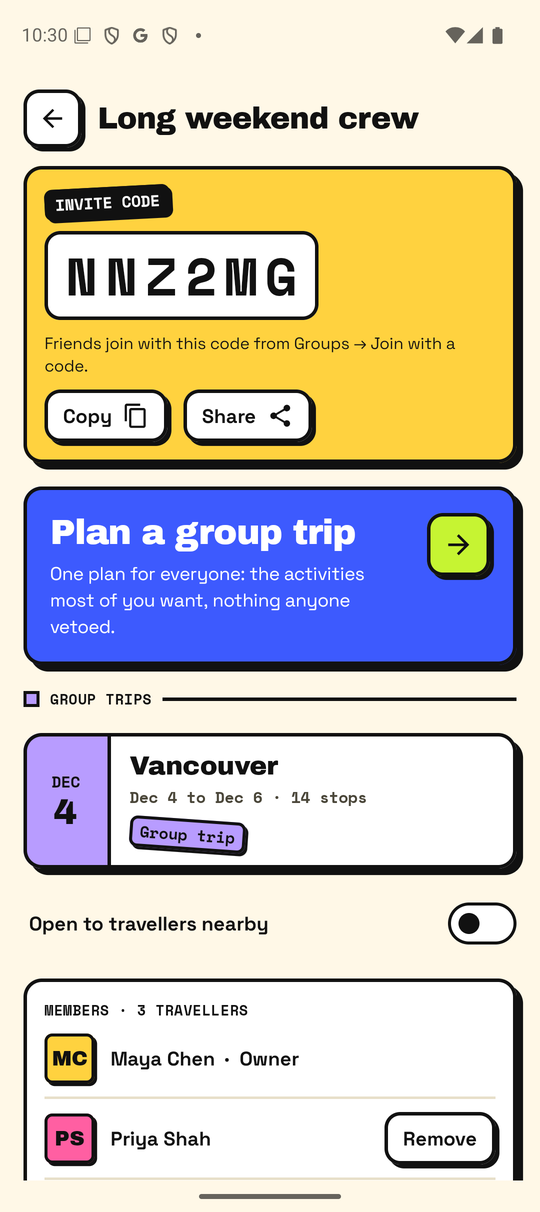 10:30
Long weekend crew
INVITE CODE
NNZ2MG
Friends join with this code from Groups → Join with a
code.
Copy
Share
Plan a group trip
One plan for everyone: the activities
most of you want, nothing anyone
vetoed.
GROUP TRIPS
DEC
4
Vancouver
Dec 4 to Dec 6 · 14 stops
Group trip
Open to travellers nearby
MEMBERS · 3 TRAVELLERS
MC
Maya Chen · Owner
PS
Priya Shah
Remove